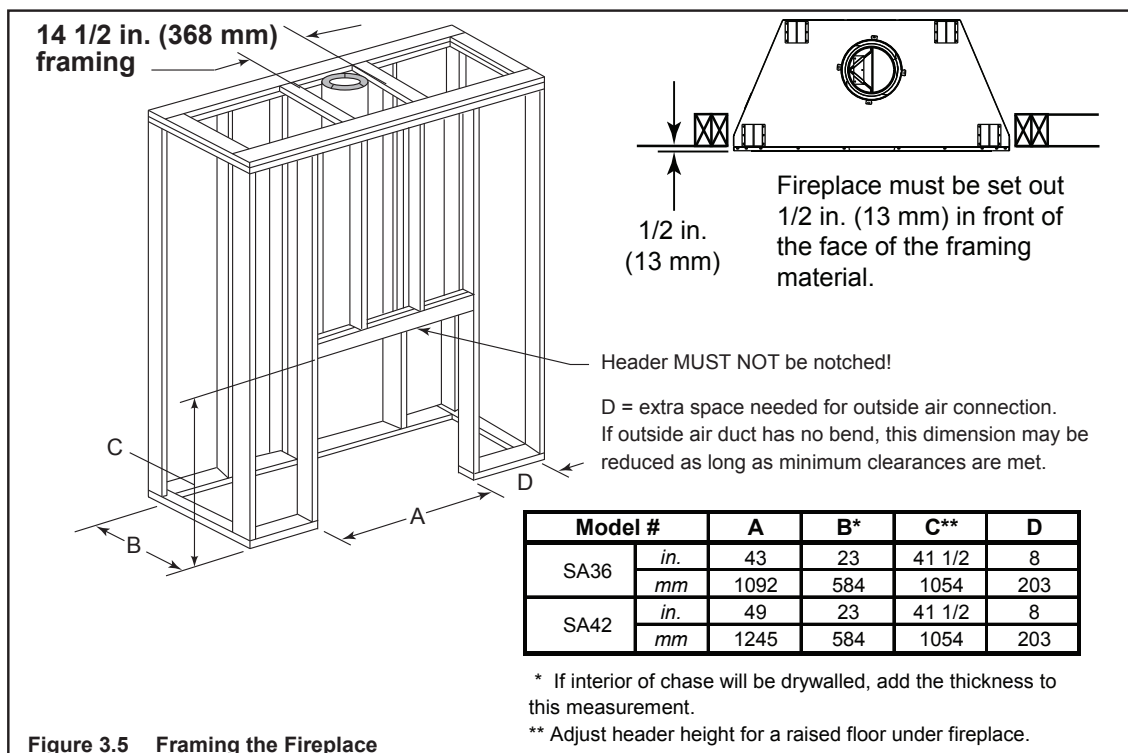 14 1/2 in. (368 mm)
framing
1/2 in.
(13 mm)
Fireplace must be set out
1/2 in. (13 mm) in front of
the face of the framing
material.
Header MUST NOT be notched!
D = extra space needed for outside air connection.
If outside air duct has no bend, this dimension may be
reduced as long as minimum clearances are met.
C
D
A
B
Model # A B* C** D
SA36 in. 43 23 41 1/2 8
mm 1092 584 1054 203
SA42 in. 49 23 41 1/2 8
mm 1245 584 1054 203
* If interior of chase will be drywalled, add the thickness to
this measurement.
** Adjust header height for a raised floor under fireplace.
Figure 3.5 Framing the Fireplace